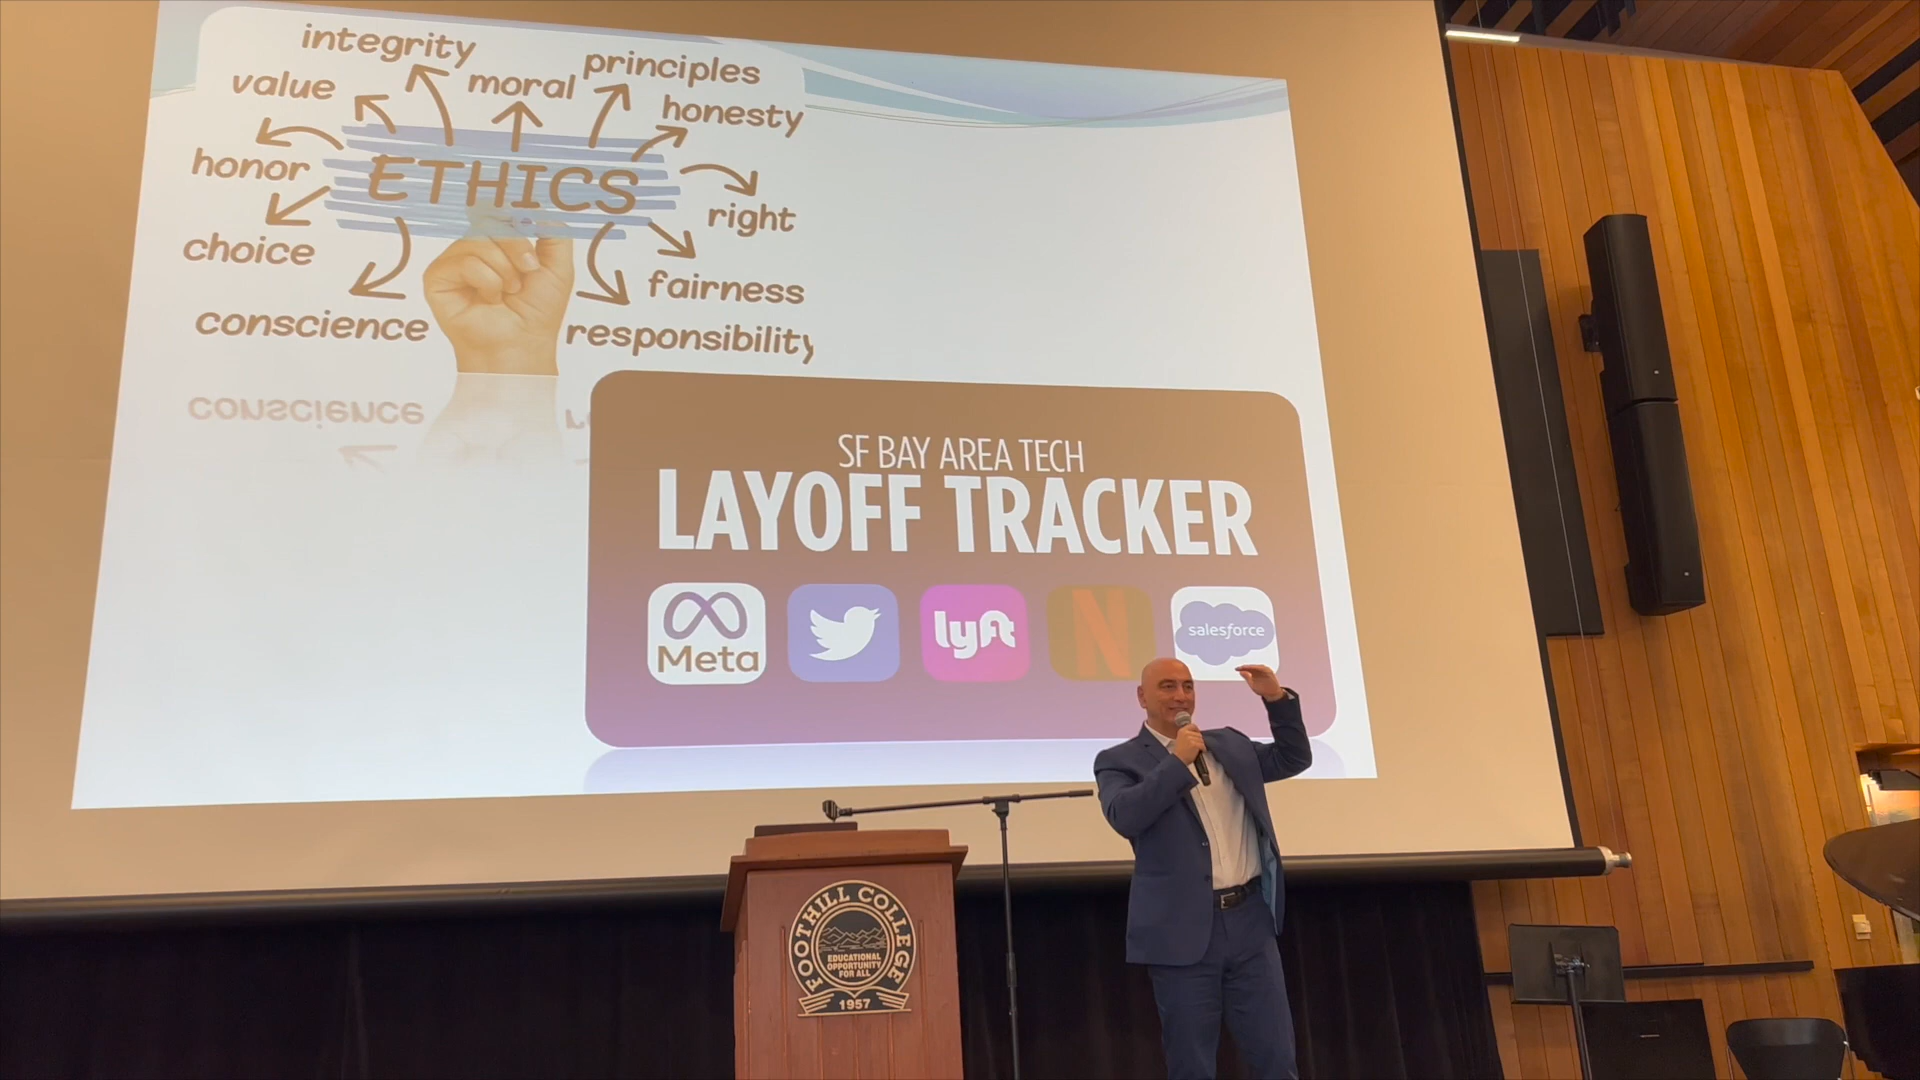 integrity
principles
value
moral
honesty
honor
ETHICS
right
choice
fairness
conscience
responsibility
conscience
SF BAY AREA TECH
LAYOFF TRACKER
Meta
lyft
N
salesforce
FOOTHILL COLLEGE
EDUCATIONAL
OPPORTUNITY
FOR ALL
1957